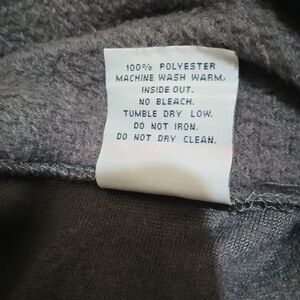 100% POLYESTER
MACHINE WASH WARM,
INSIDE OUT.
NO BLEACH.
TUMBLE DRY LOW.
DO NOT IRON.
DO NOT DRY CLEAN.